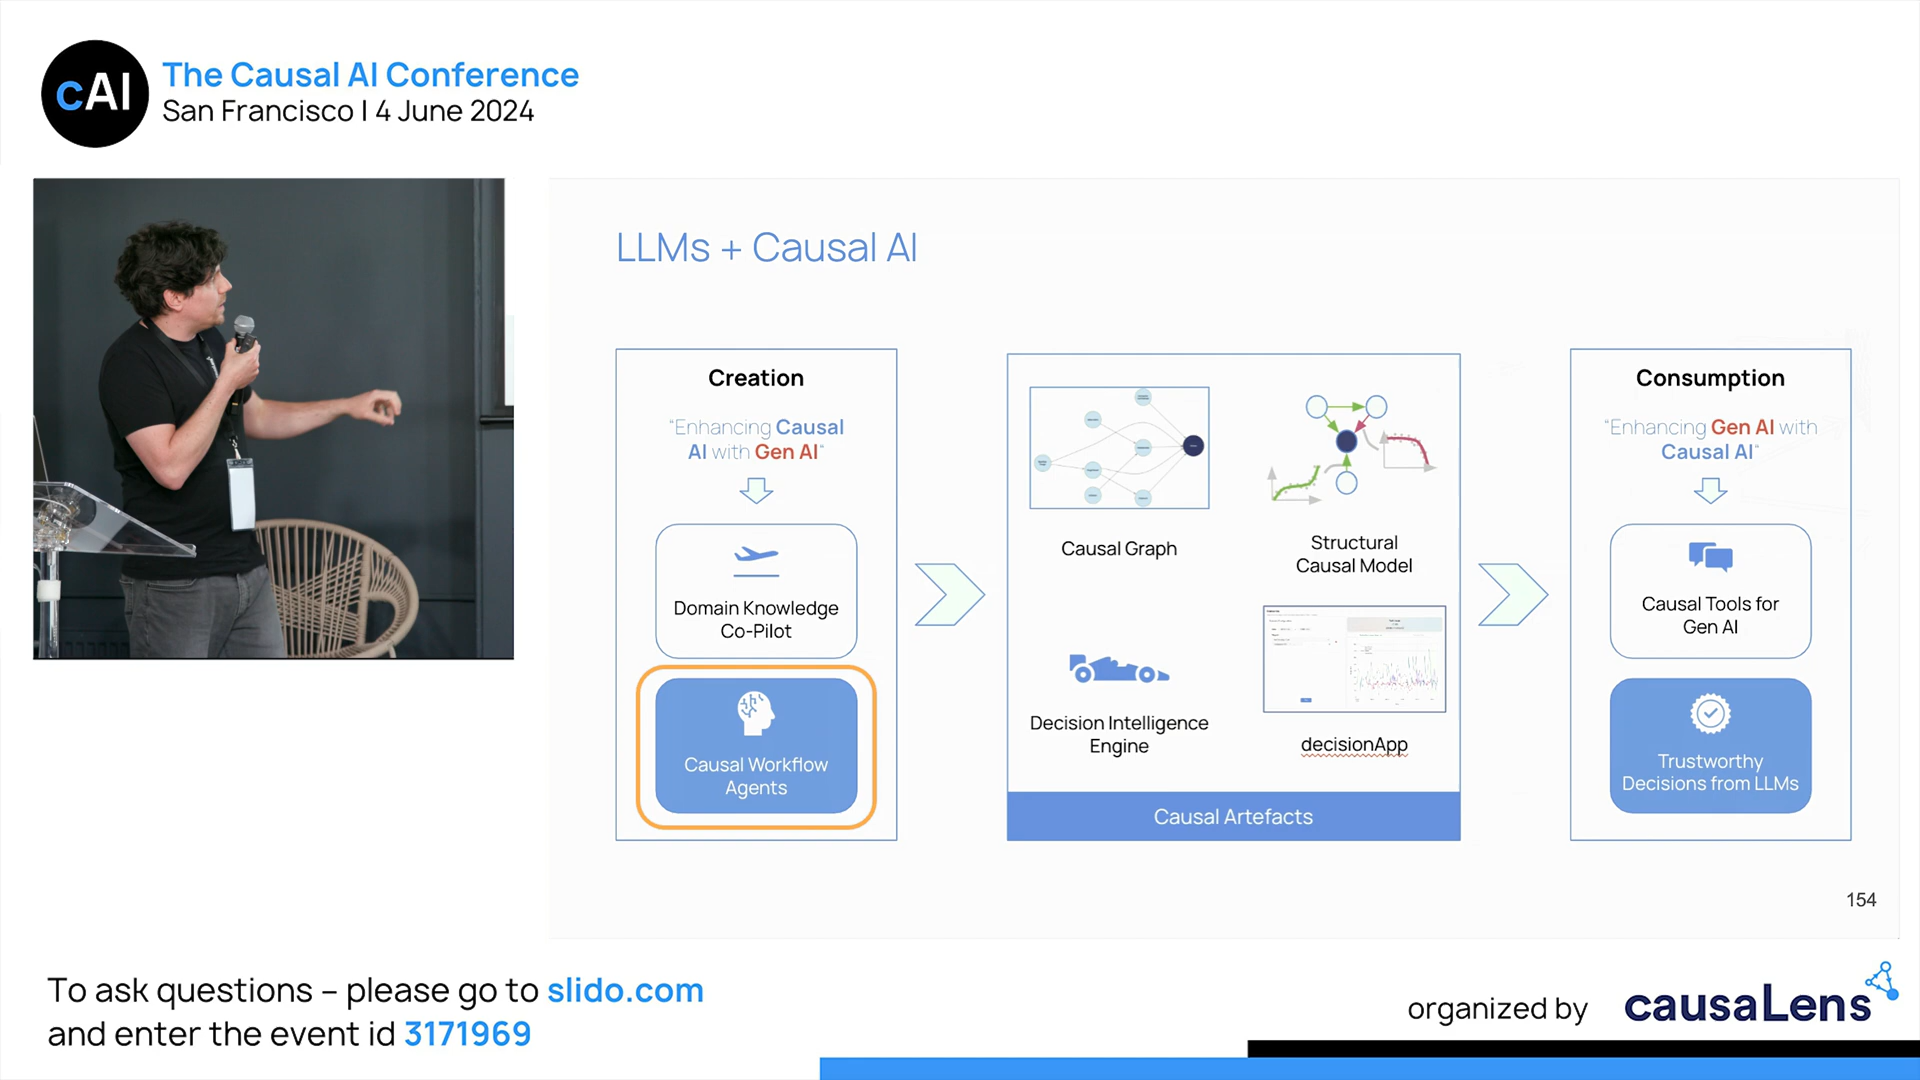 cAI
The Causal AI Conference
San Francisco | 4 June 2024
LLMs + Causal AI
Creation
“Enhancing Causal
AI with Gen AI“
Domain Knowledge
Co-Pilot
Causal Workflow
Agents
Causal Graph
Structural
Causal Model
Decision Intelligence
Engine
decisionApp
Causal Artefacts
Consumption
“Enhancing Gen AI with
Causal AI“
Causal Tools for
Gen AI
Trustworthy
Decisions from LLMs
154
To ask questions – please go to slido.com
and enter the event id 3171969
organized by causaLens